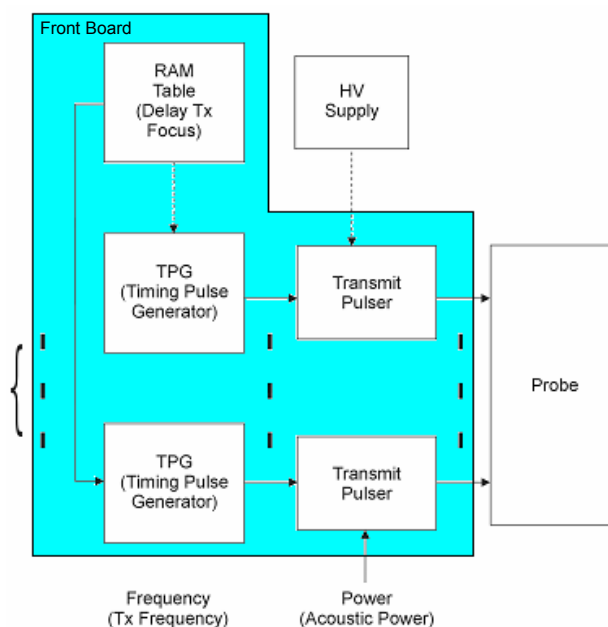 Front Board
RAM
Table
(Delay Tx
Focus)
HV
Supply
TPG
(Timing Pulse
Generator)
Transmit
Pulser
Probe
TPG
(Timing Pulse
Generator)
Transmit
Pulser
Frequency
(Tx Frequency)
Power
(Acoustic Power)